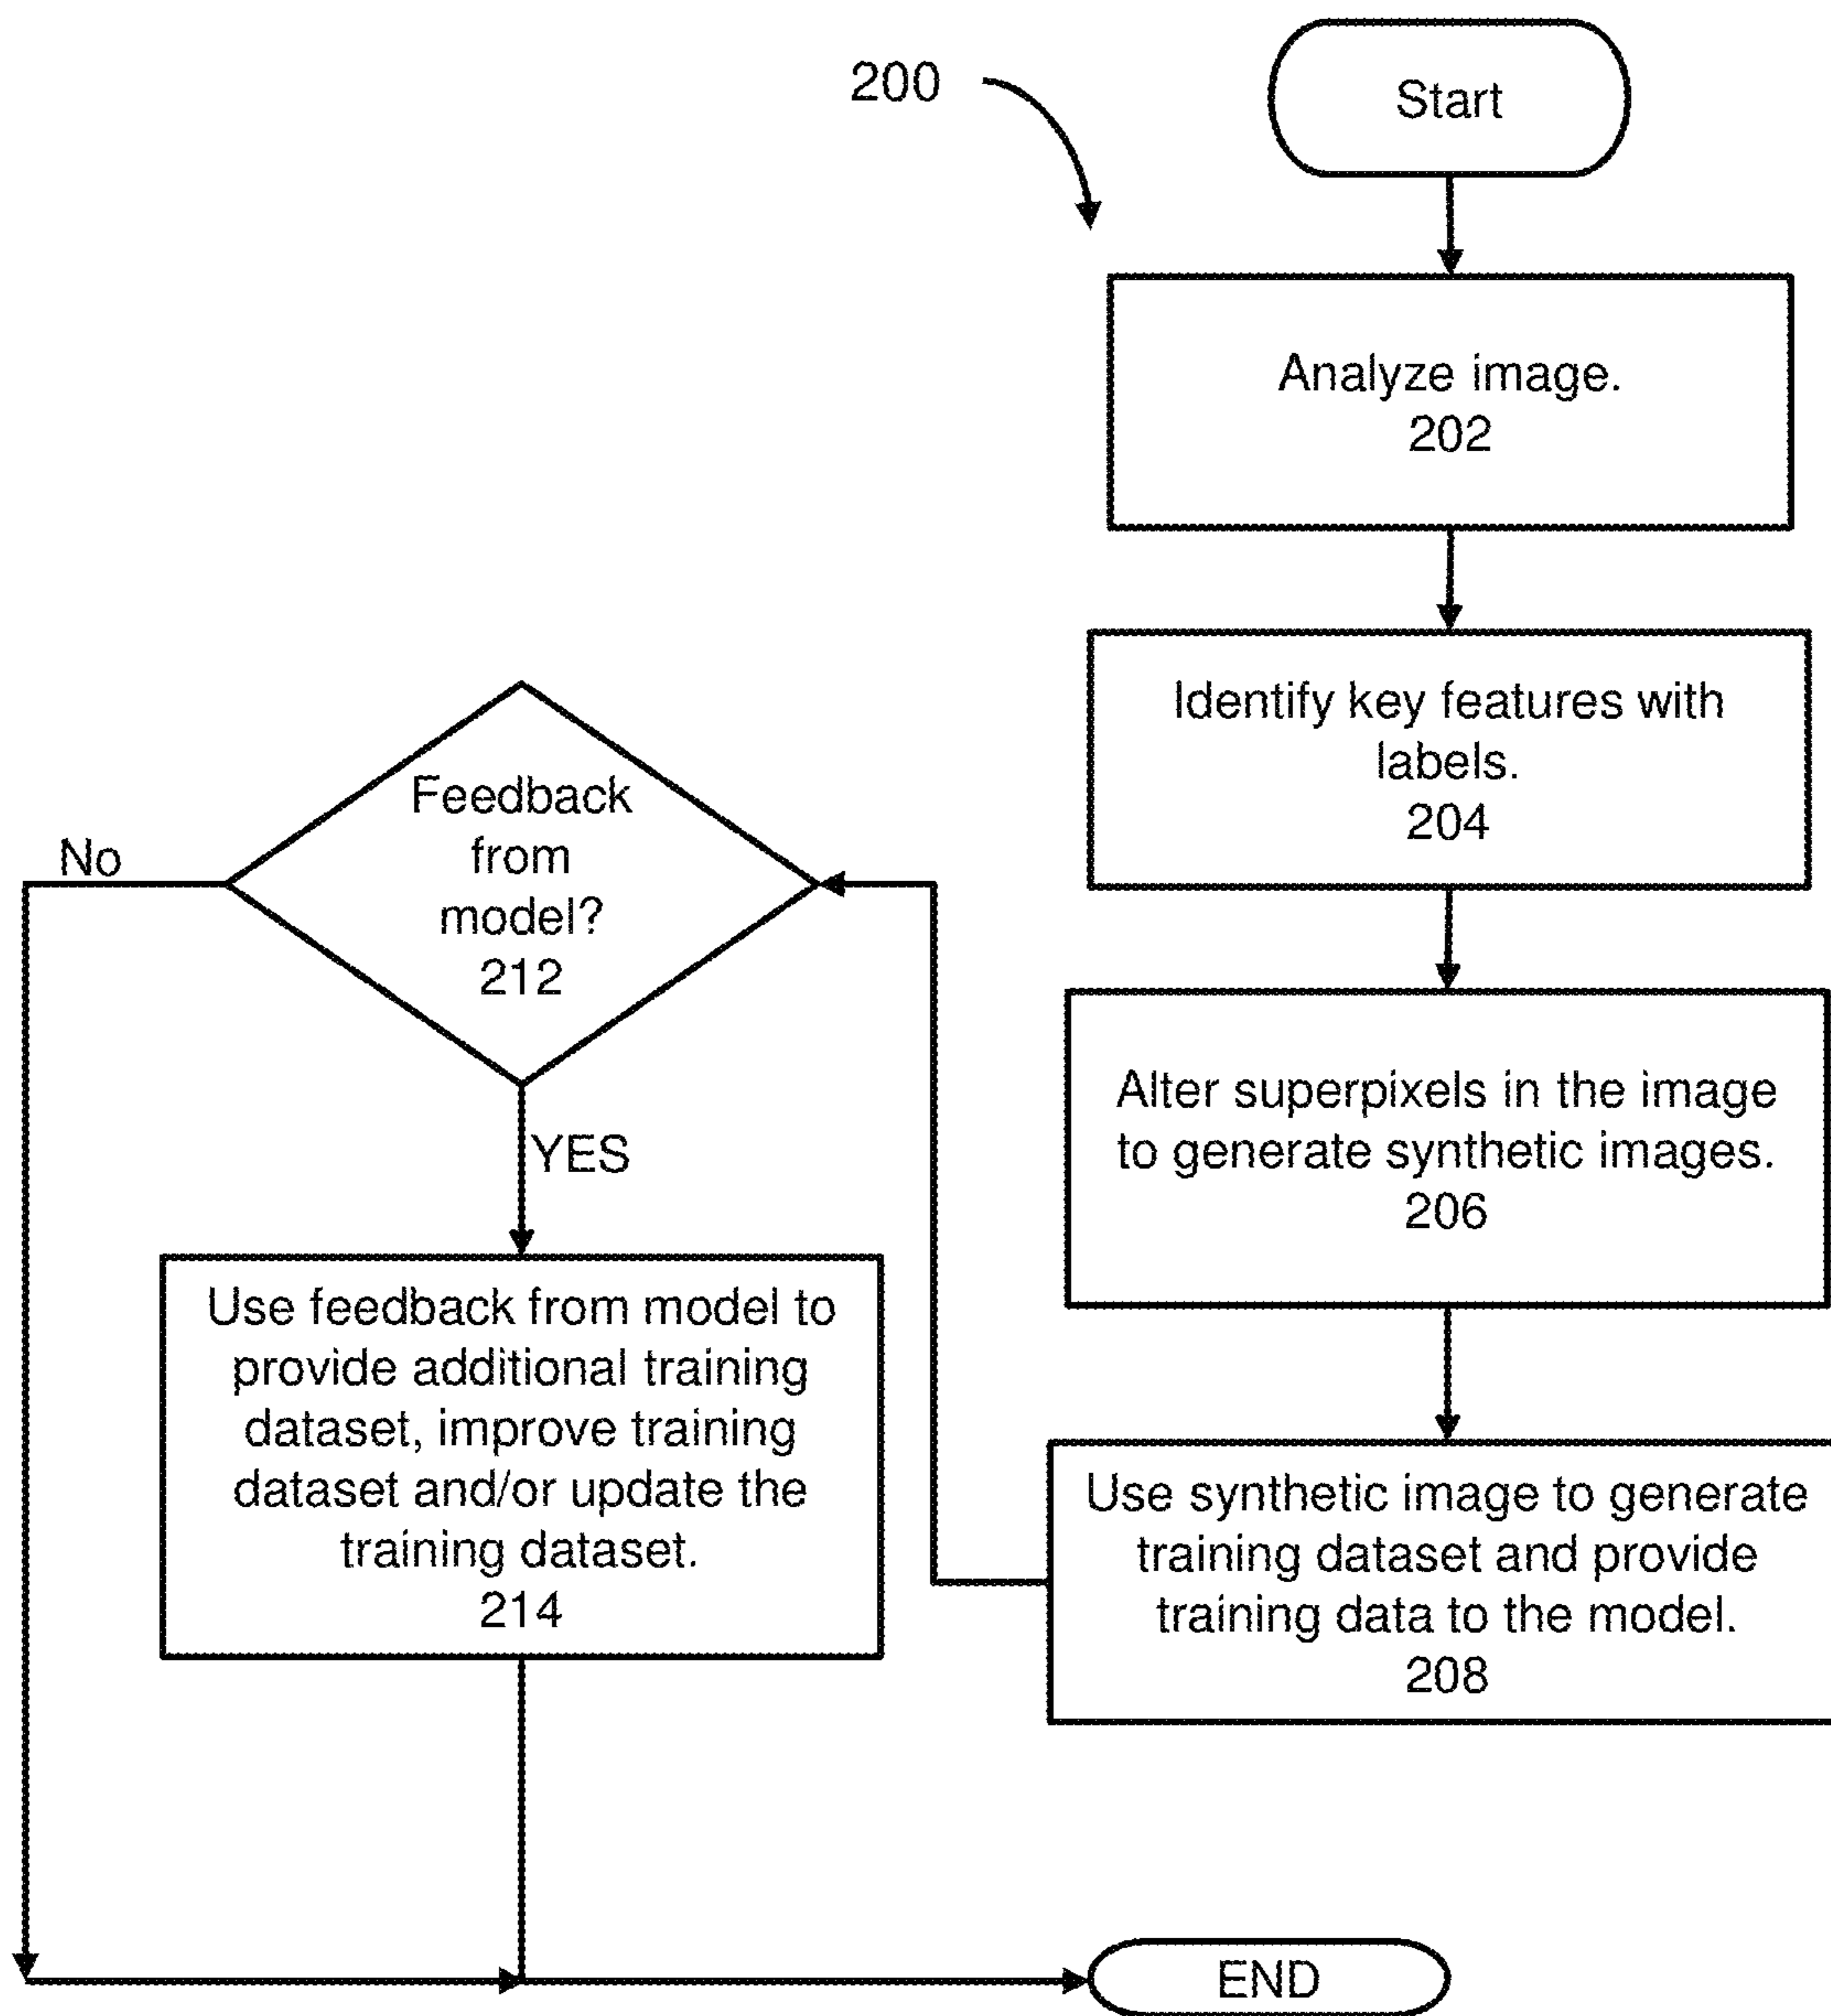 200
Start
Analyze image.
202
Identify key features with
labels.
204
Alter superpixels in the image
to generate synthetic images.
206
Use synthetic image to generate
training dataset and provide
training data to the model.
208
Feedback
from
model?
212
No
YES
Use feedback from model to
provide additional training
dataset, improve training
dataset and/or update the
training dataset.
214
END